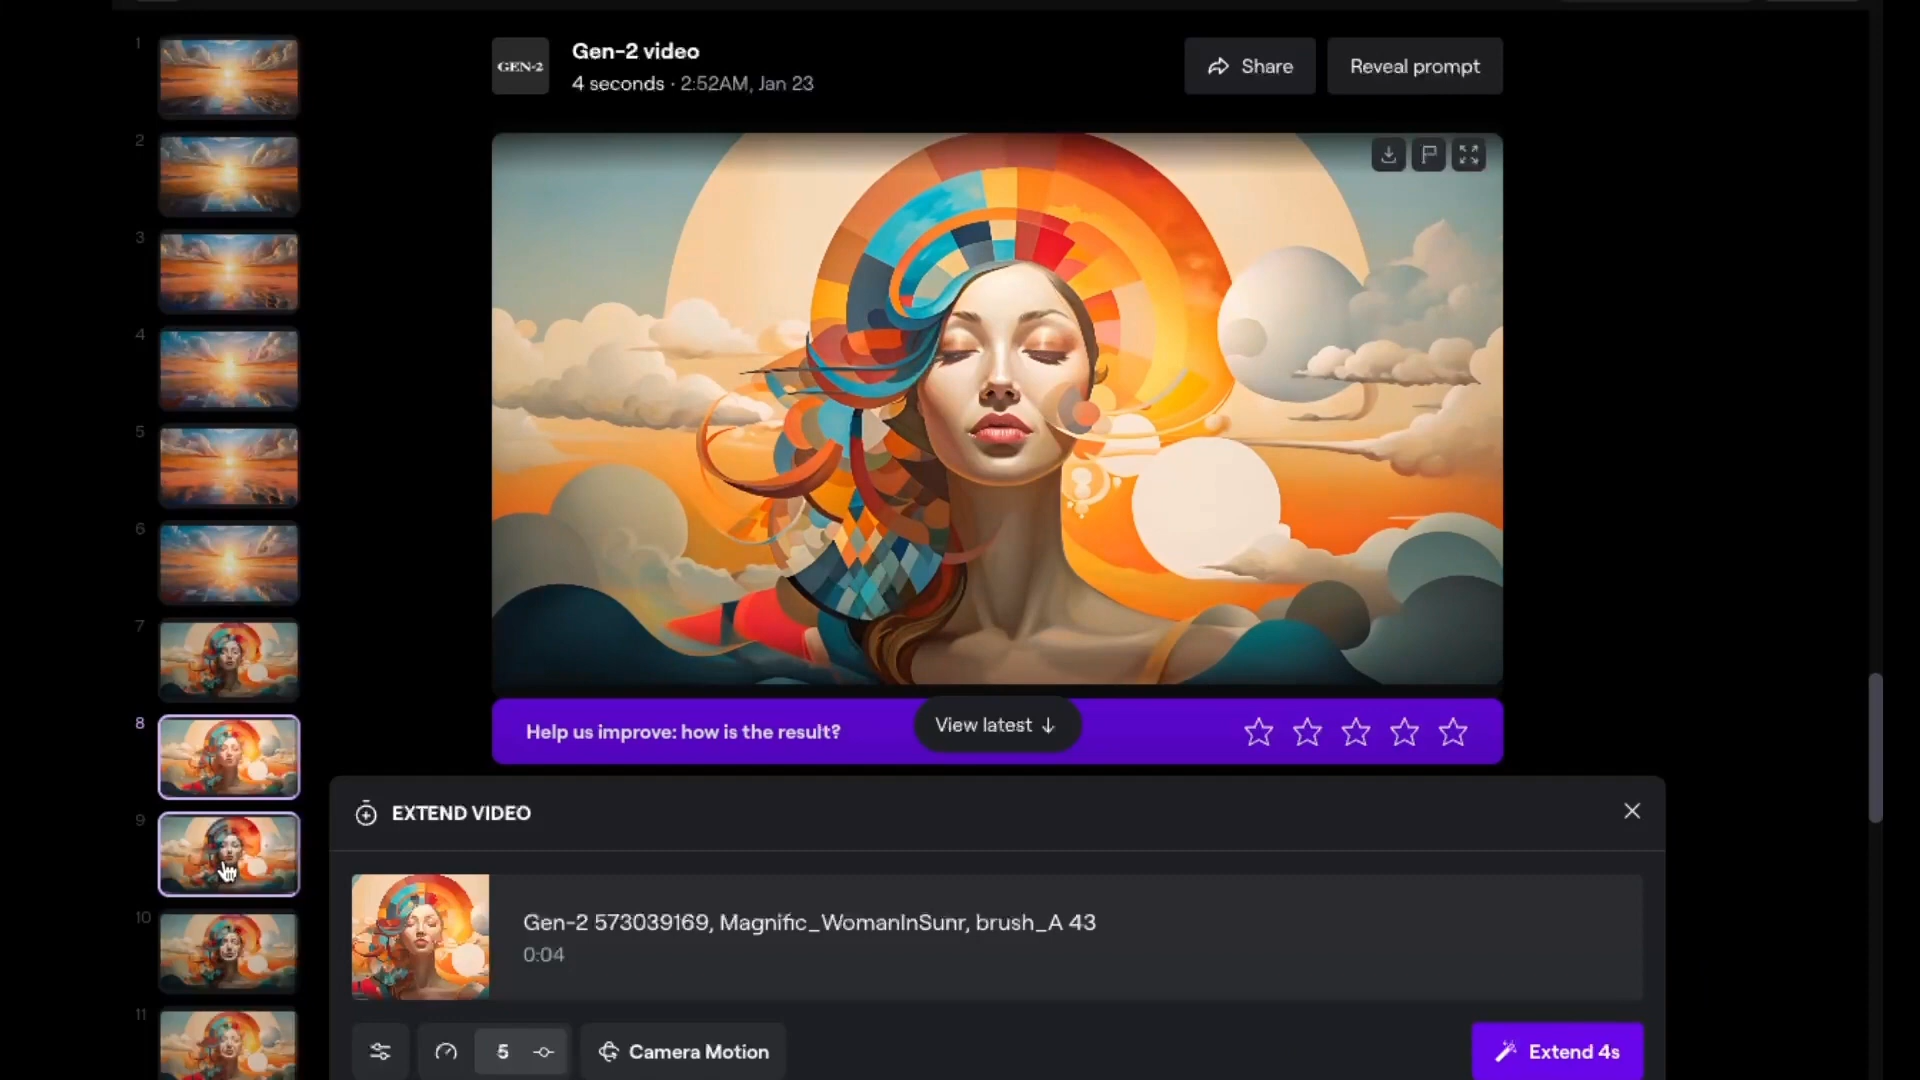 1
2
3
4
5
6
7
8
9
10
11
GEN-2
Gen-2 video
4 seconds · 2:52AM, Jan 23
Share
Reveal prompt
Help us improve: how is the result?
View latest ↓
EXTEND VIDEO
Gen-2 573039169, Magnific_WomanInSunr, brush_A 43
0:04
5
Camera Motion
Extend 4s